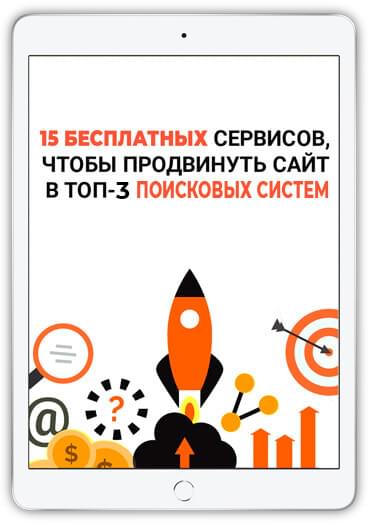 15 БЕСПЛАТНЫХ СЕРВИСОВ,
ЧТОБЫ ПРОДВИНУТЬ САЙТ
В ТОП-3 ПОИСКОВЫХ СИСТЕМ
@
?
$
$